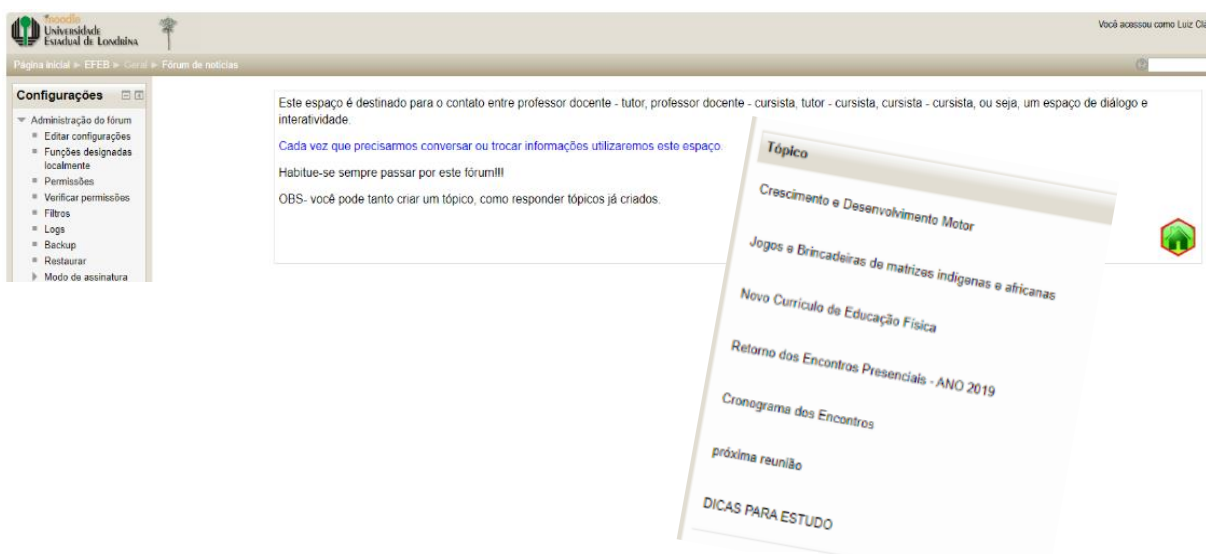 moodle
Universidade
Estadual de Londrina
Você acessou como Luiz Clá
Página inicial ► EFEB ► Geral ► Fórum de notícias
Configurações
Administração do fórum
Editar configurações
Funções designadas
localmente
Permissões
Verificar permissões
Filtros
Logs
Backup
Restaurar
Modo de assinatura
Este espaço é destinado para o contato entre professor docente - tutor, professor docente - cursista, tutor - cursista, cursista - cursista, ou seja, um espaço de diálogo e
interatividade.
Cada vez que precisarmos conversar ou trocar informações utilizaremos este espaço.
Habitue-se sempre passar por este fórum!!!
OBS- você pode tanto criar um tópico, como responder tópicos já criados.
Tópico
Crescimento e Desenvolvimento Motor
Jogos e Brincadeiras de matrizes indígenas e africanas
Novo Currículo de Educação Física
Retorno dos Encontros Presenciais - ANO 2019
Cronograma dos Encontros
próxima reunião
DICAS PARA ESTUDO